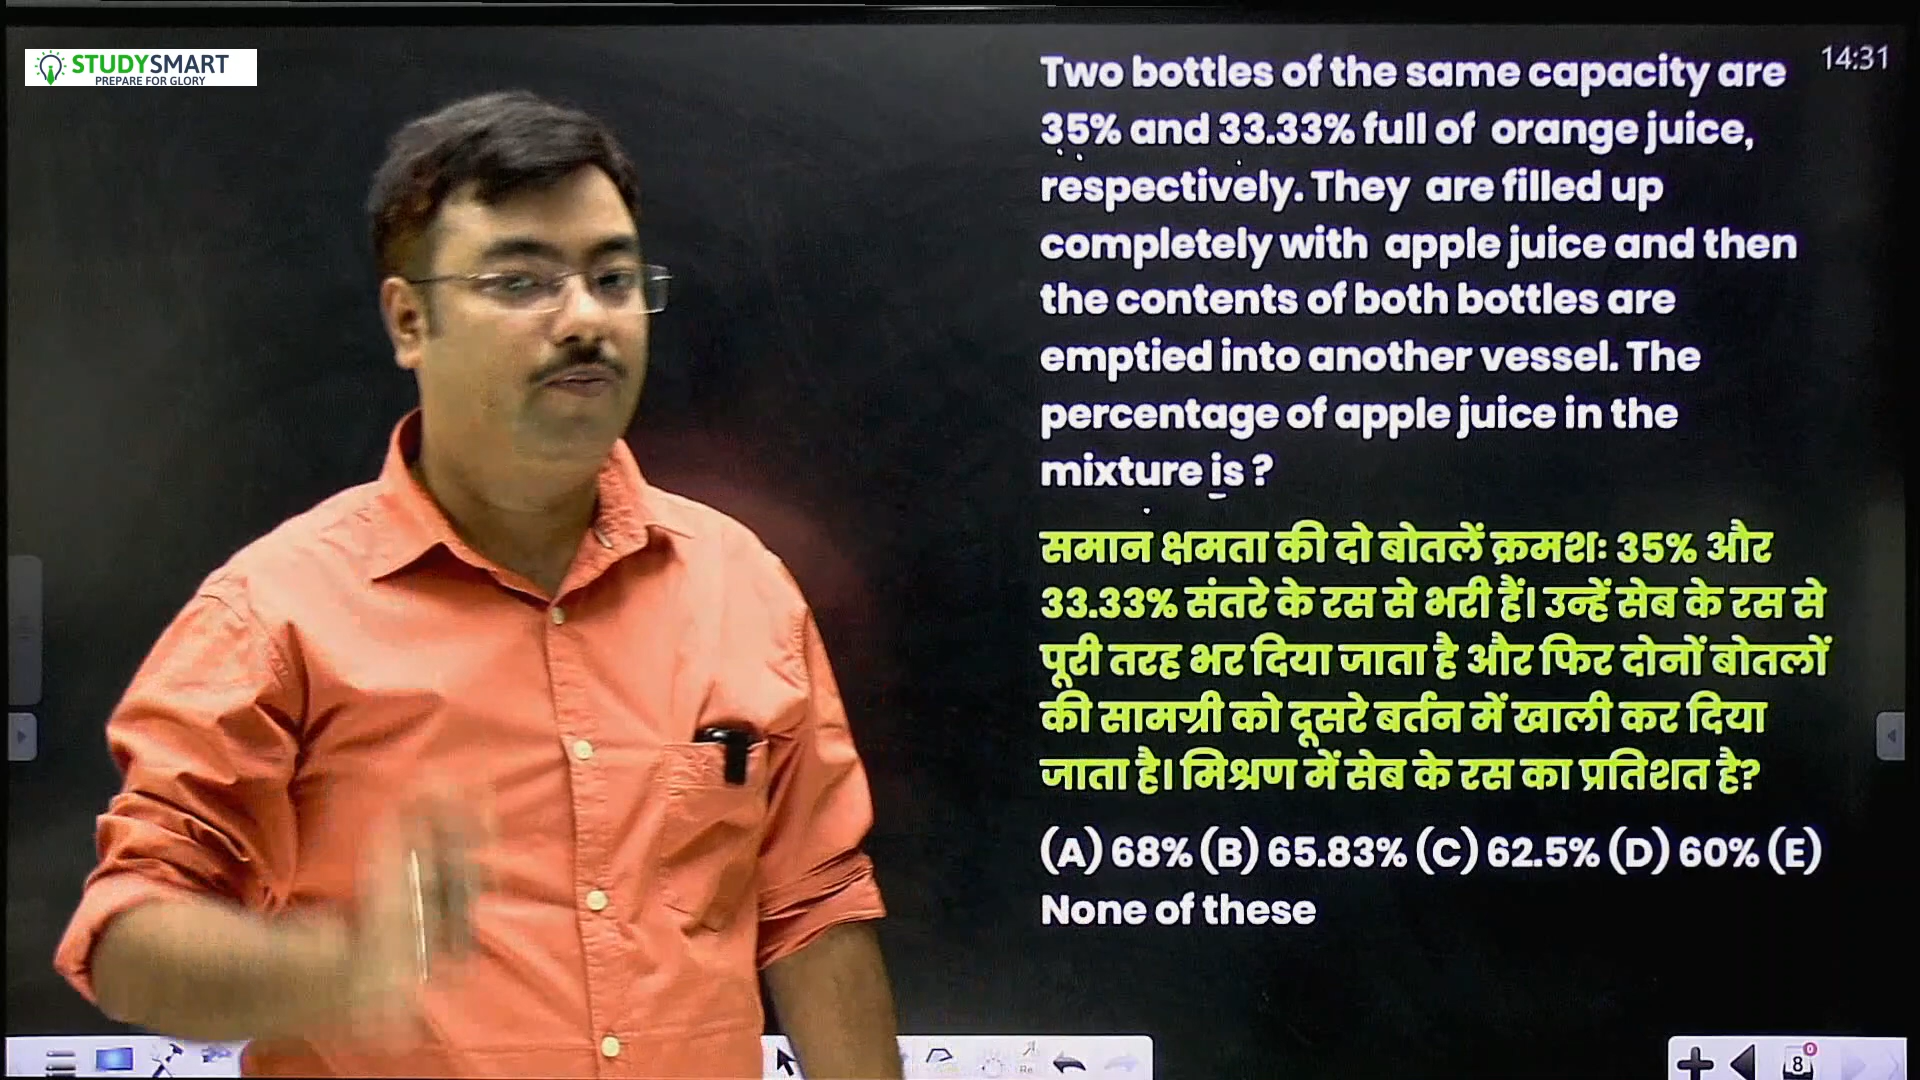 STUDYSMART
PREPARE FOR GLORY
14:31
Two bottles of the same capacity are
35% and 33.33% full of orange juice,
respectively. They are filled up
completely with apple juice and then
the contents of both bottles are
emptied into another vessel. The
percentage of apple juice in the
mixture is ?
समान क्षमता की दो बोतलें क्रमशः 35% और
33.33% संतरे के रस से भरी हैं। उन्हें सेब के रस से
पूरी तरह भर दिया जाता है और फिर दोनों बोतलों
की सामग्री को दूसरे बर्तन में खाली कर दिया
जाता है। मिश्रण में सेब के रस का प्रतिशत है?
(A) 68% (B) 65.83% (C) 62.5% (D) 60% (E)
None of these
Re
8
0